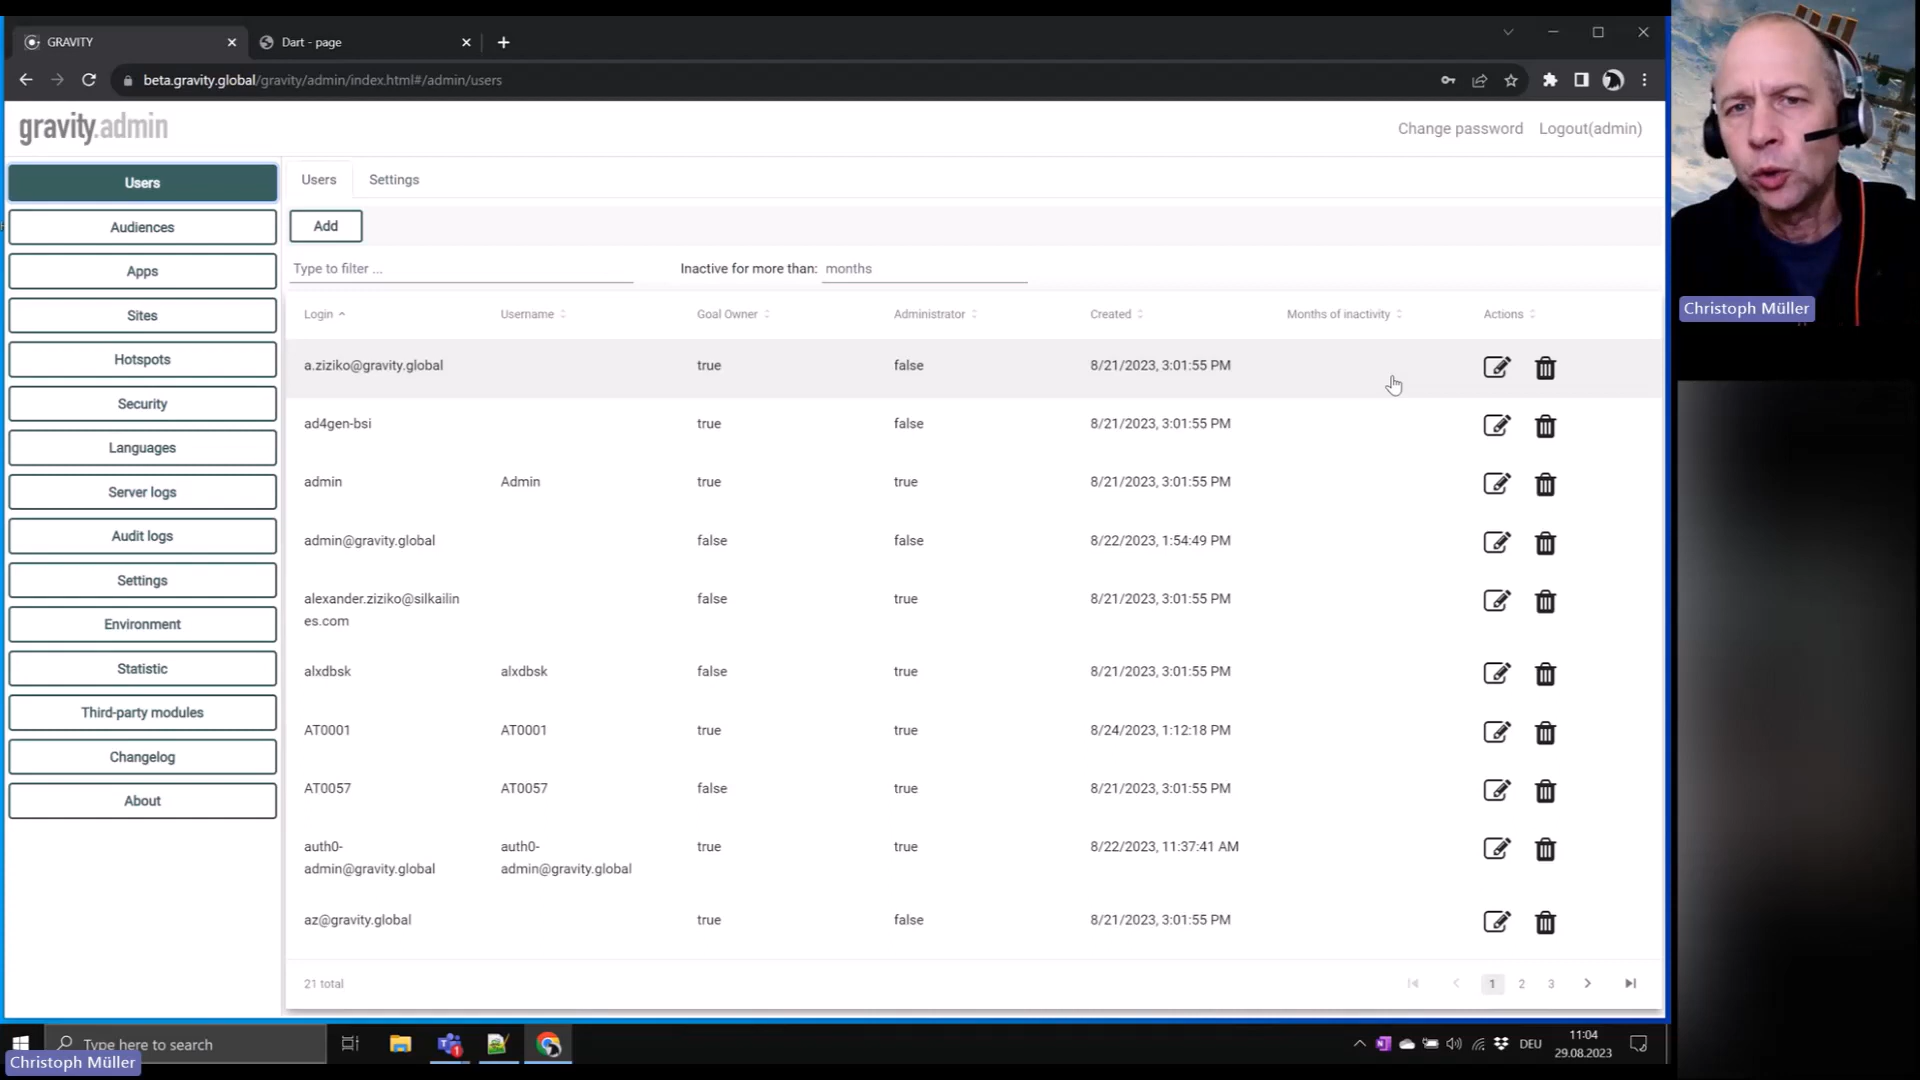 GRAVITY
Dart - page
beta.gravity.global/gravity/admin/index.html#/admin/users
gravity.admin
Change password
Logout(admin)
Users
Audiences
Apps
Sites
Hotspots
Security
Languages
Server logs
Audit logs
Settings
Environment
Statistic
Third-party modules
Changelog
About
Users Settings
Add
Type to filter ... Inactive for more than: months
Login Username Goal Owner Administrator Created Months of inactivity Actions
a.ziziko@gravity.global true false 8/21/2023, 3:01:55 PM
ad4gen-bsi true false 8/21/2023, 3:01:55 PM
admin Admin true true 8/21/2023, 3:01:55 PM
admin@gravity.global false false 8/22/2023, 1:54:49 PM
alexander.ziziko@silkailin false true 8/21/2023, 3:01:55 PM
es.com
alxdbsk alxdbsk false true 8/21/2023, 3:01:55 PM
AT0001 AT0001 true true 8/24/2023, 1:12:18 PM
AT0057 AT0057 false true 8/21/2023, 3:01:55 PM
auth0- auth0- true true 8/22/2023, 11:37:41 AM
admin@gravity.global admin@gravity.global
az@gravity.global true false 8/21/2023, 3:01:55 PM
21 total 1 2 3
Christoph Müller
Type here to search
DEU
11:04
29.08.2023
Christoph Müller